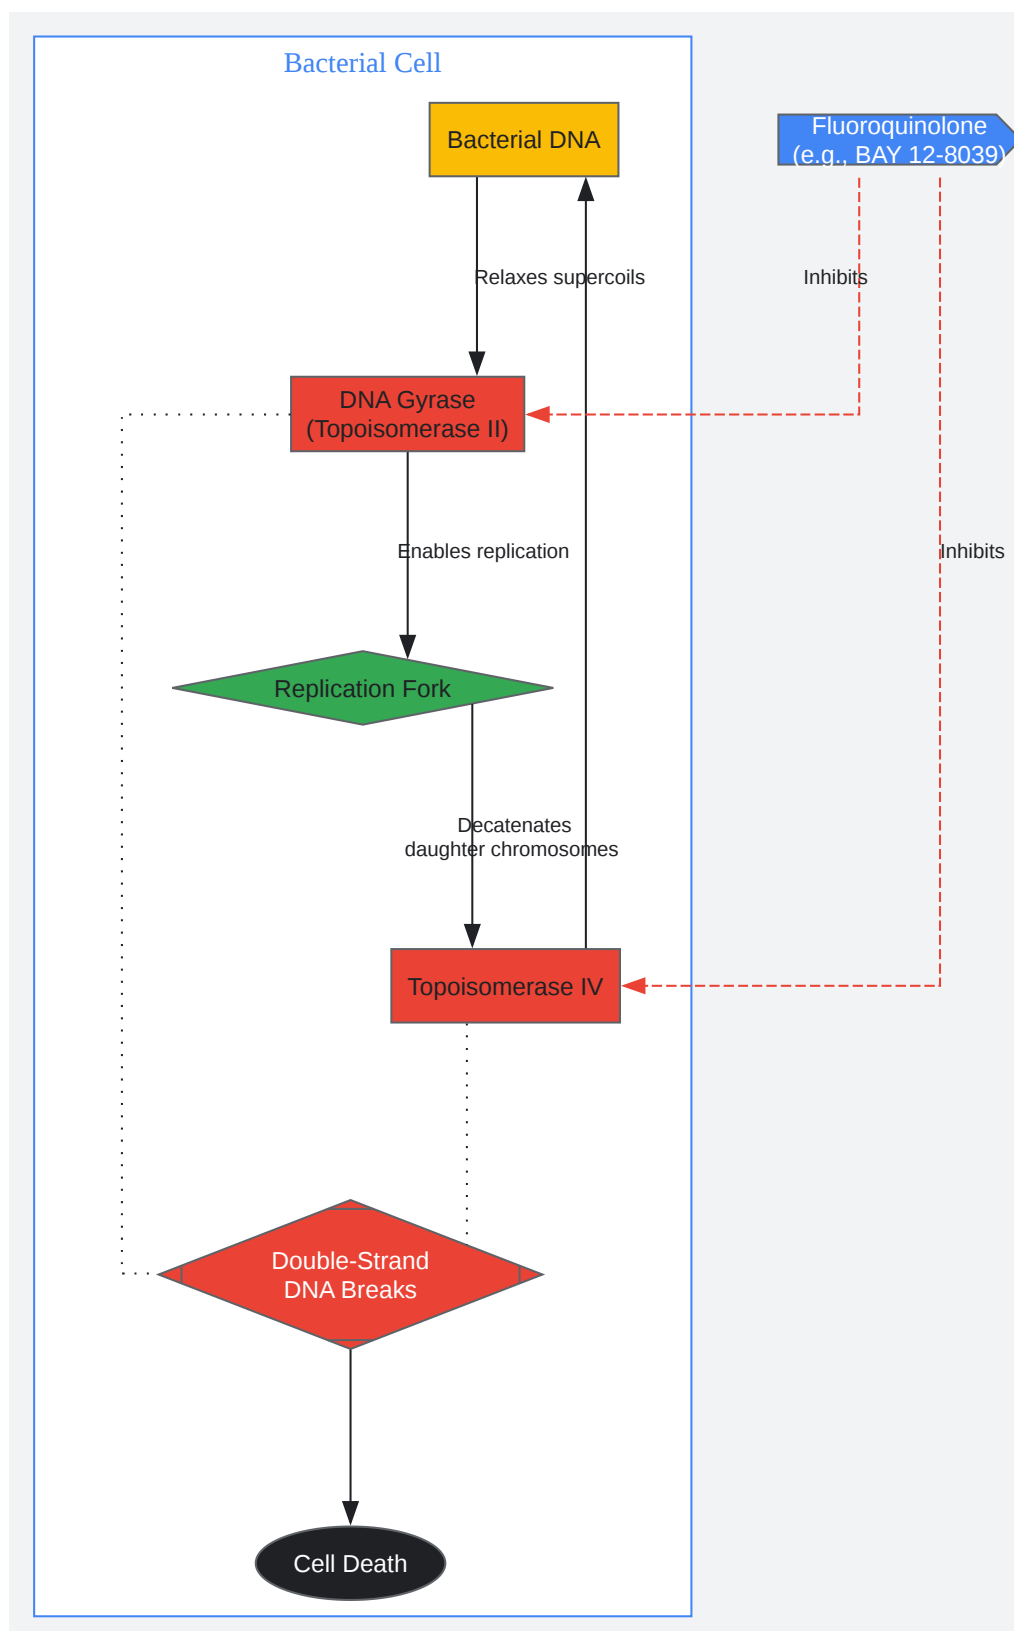 Bacterial Cell
Bacterial DNA
Fluoroquinolone
(e.g., BAY 12-8039)
Relaxes supercoils
Inhibits
DNA Gyrase
(Topoisomerase II)
Enables replication
Inhibits
Replication Fork
Decatenates
daughter chromosomes
Topoisomerase IV
Double-Strand
DNA Breaks
Cell Death